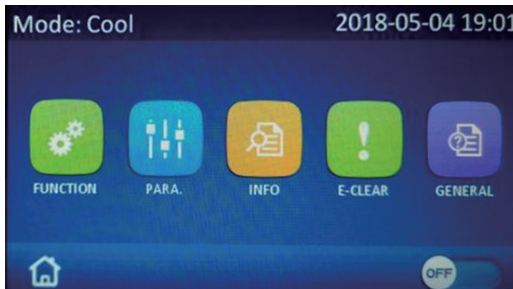 Mode: Cool 2018-05-04 19:01
FUNCTION PARA. INFO E-CLEAR GENERAL
OFF